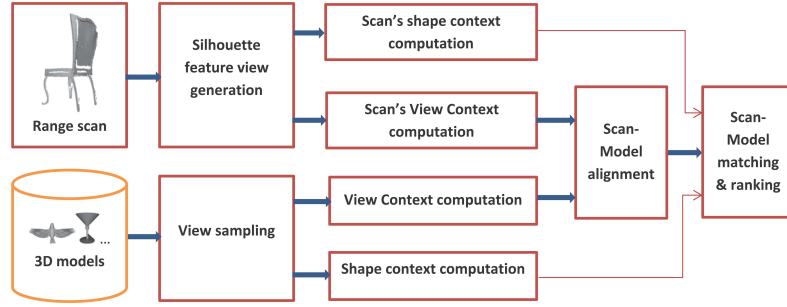 Range scan
Silhouette
feature view
generation
Scan's shape context
computation
Scan's View Context
computation
Scan-
Model
alignment
Scan-
Model
matching
& ranking
3D models
...
View sampling
View Context computation
Shape context computation